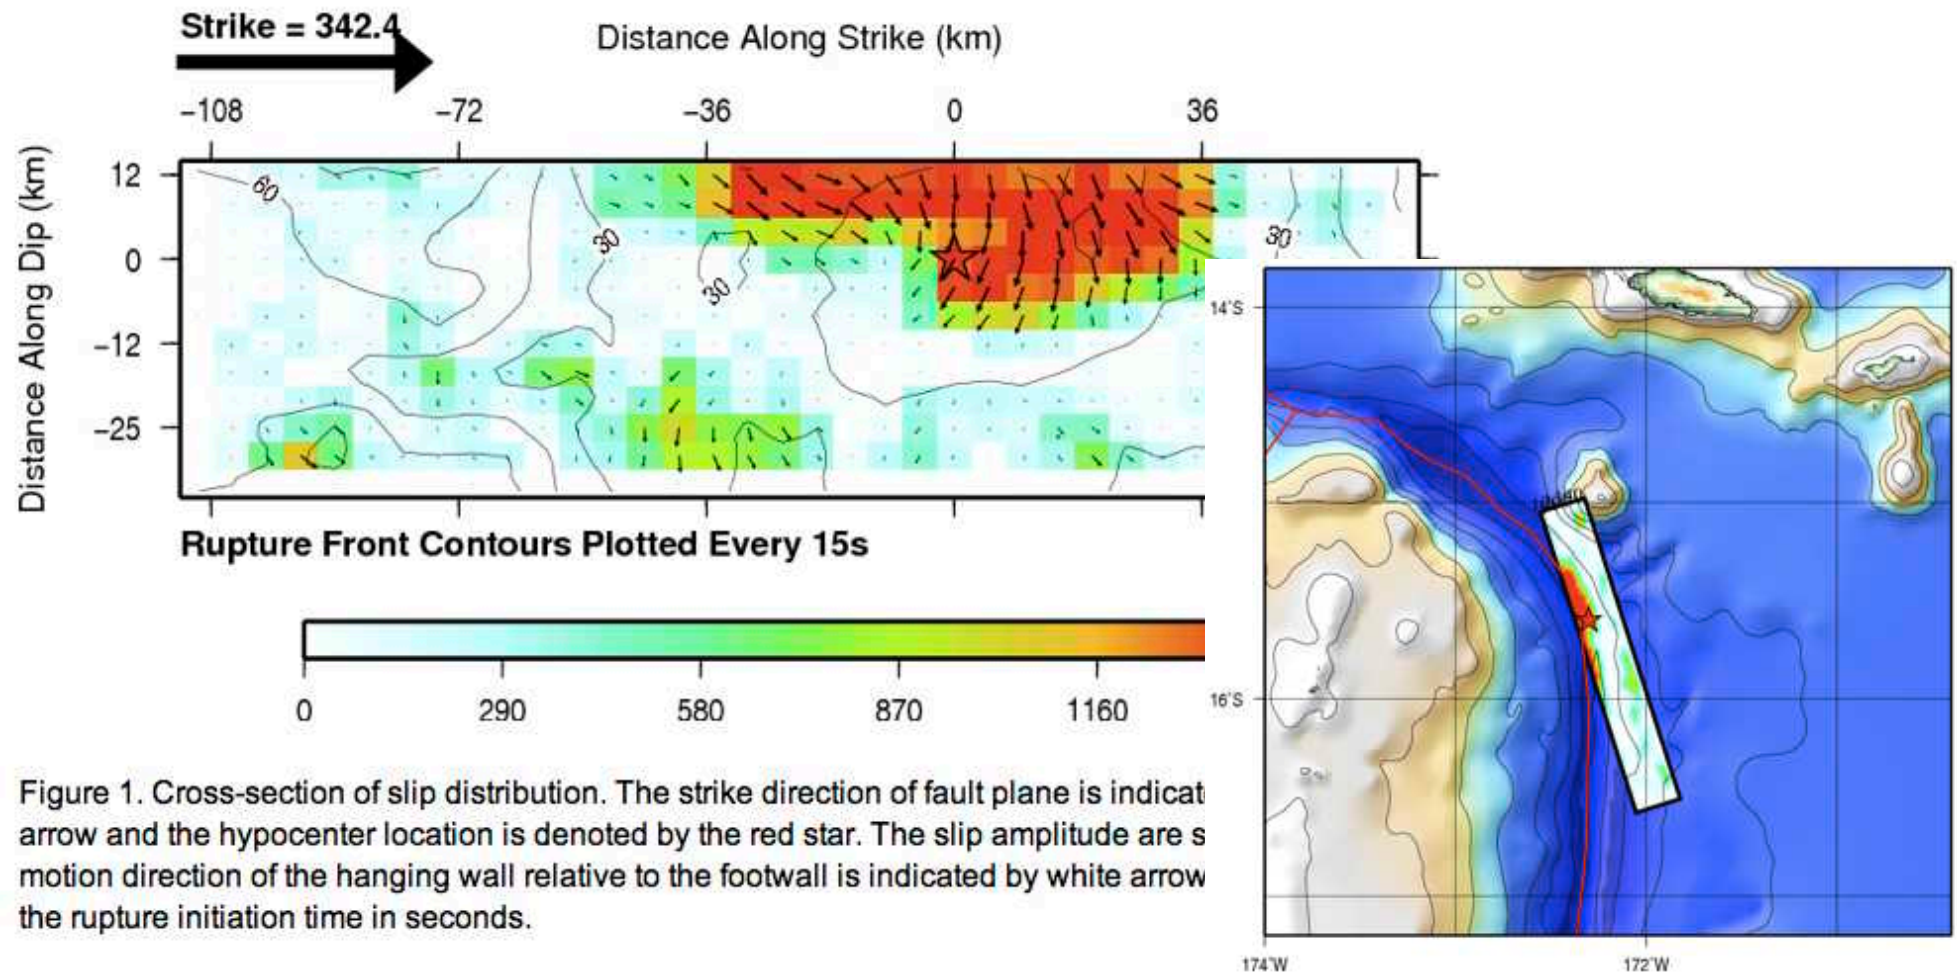 Strike = 342.4
Distance Along Strike (km)
−108 −72 −36 0 36
Distance Along Dip (km)
12
0
−12
−25
60
30
30
30
Rupture Front Contours Plotted Every 15s
0 290 580 870 1160
14°S
16°S
174°W 172°W
Figure 1. Cross-section of slip distribution. The strike direction of fault plane is indicat
arrow and the hypocenter location is denoted by the red star. The slip amplitude are s
motion direction of the hanging wall relative to the footwall is indicated by white arrow
the rupture initiation time in seconds.